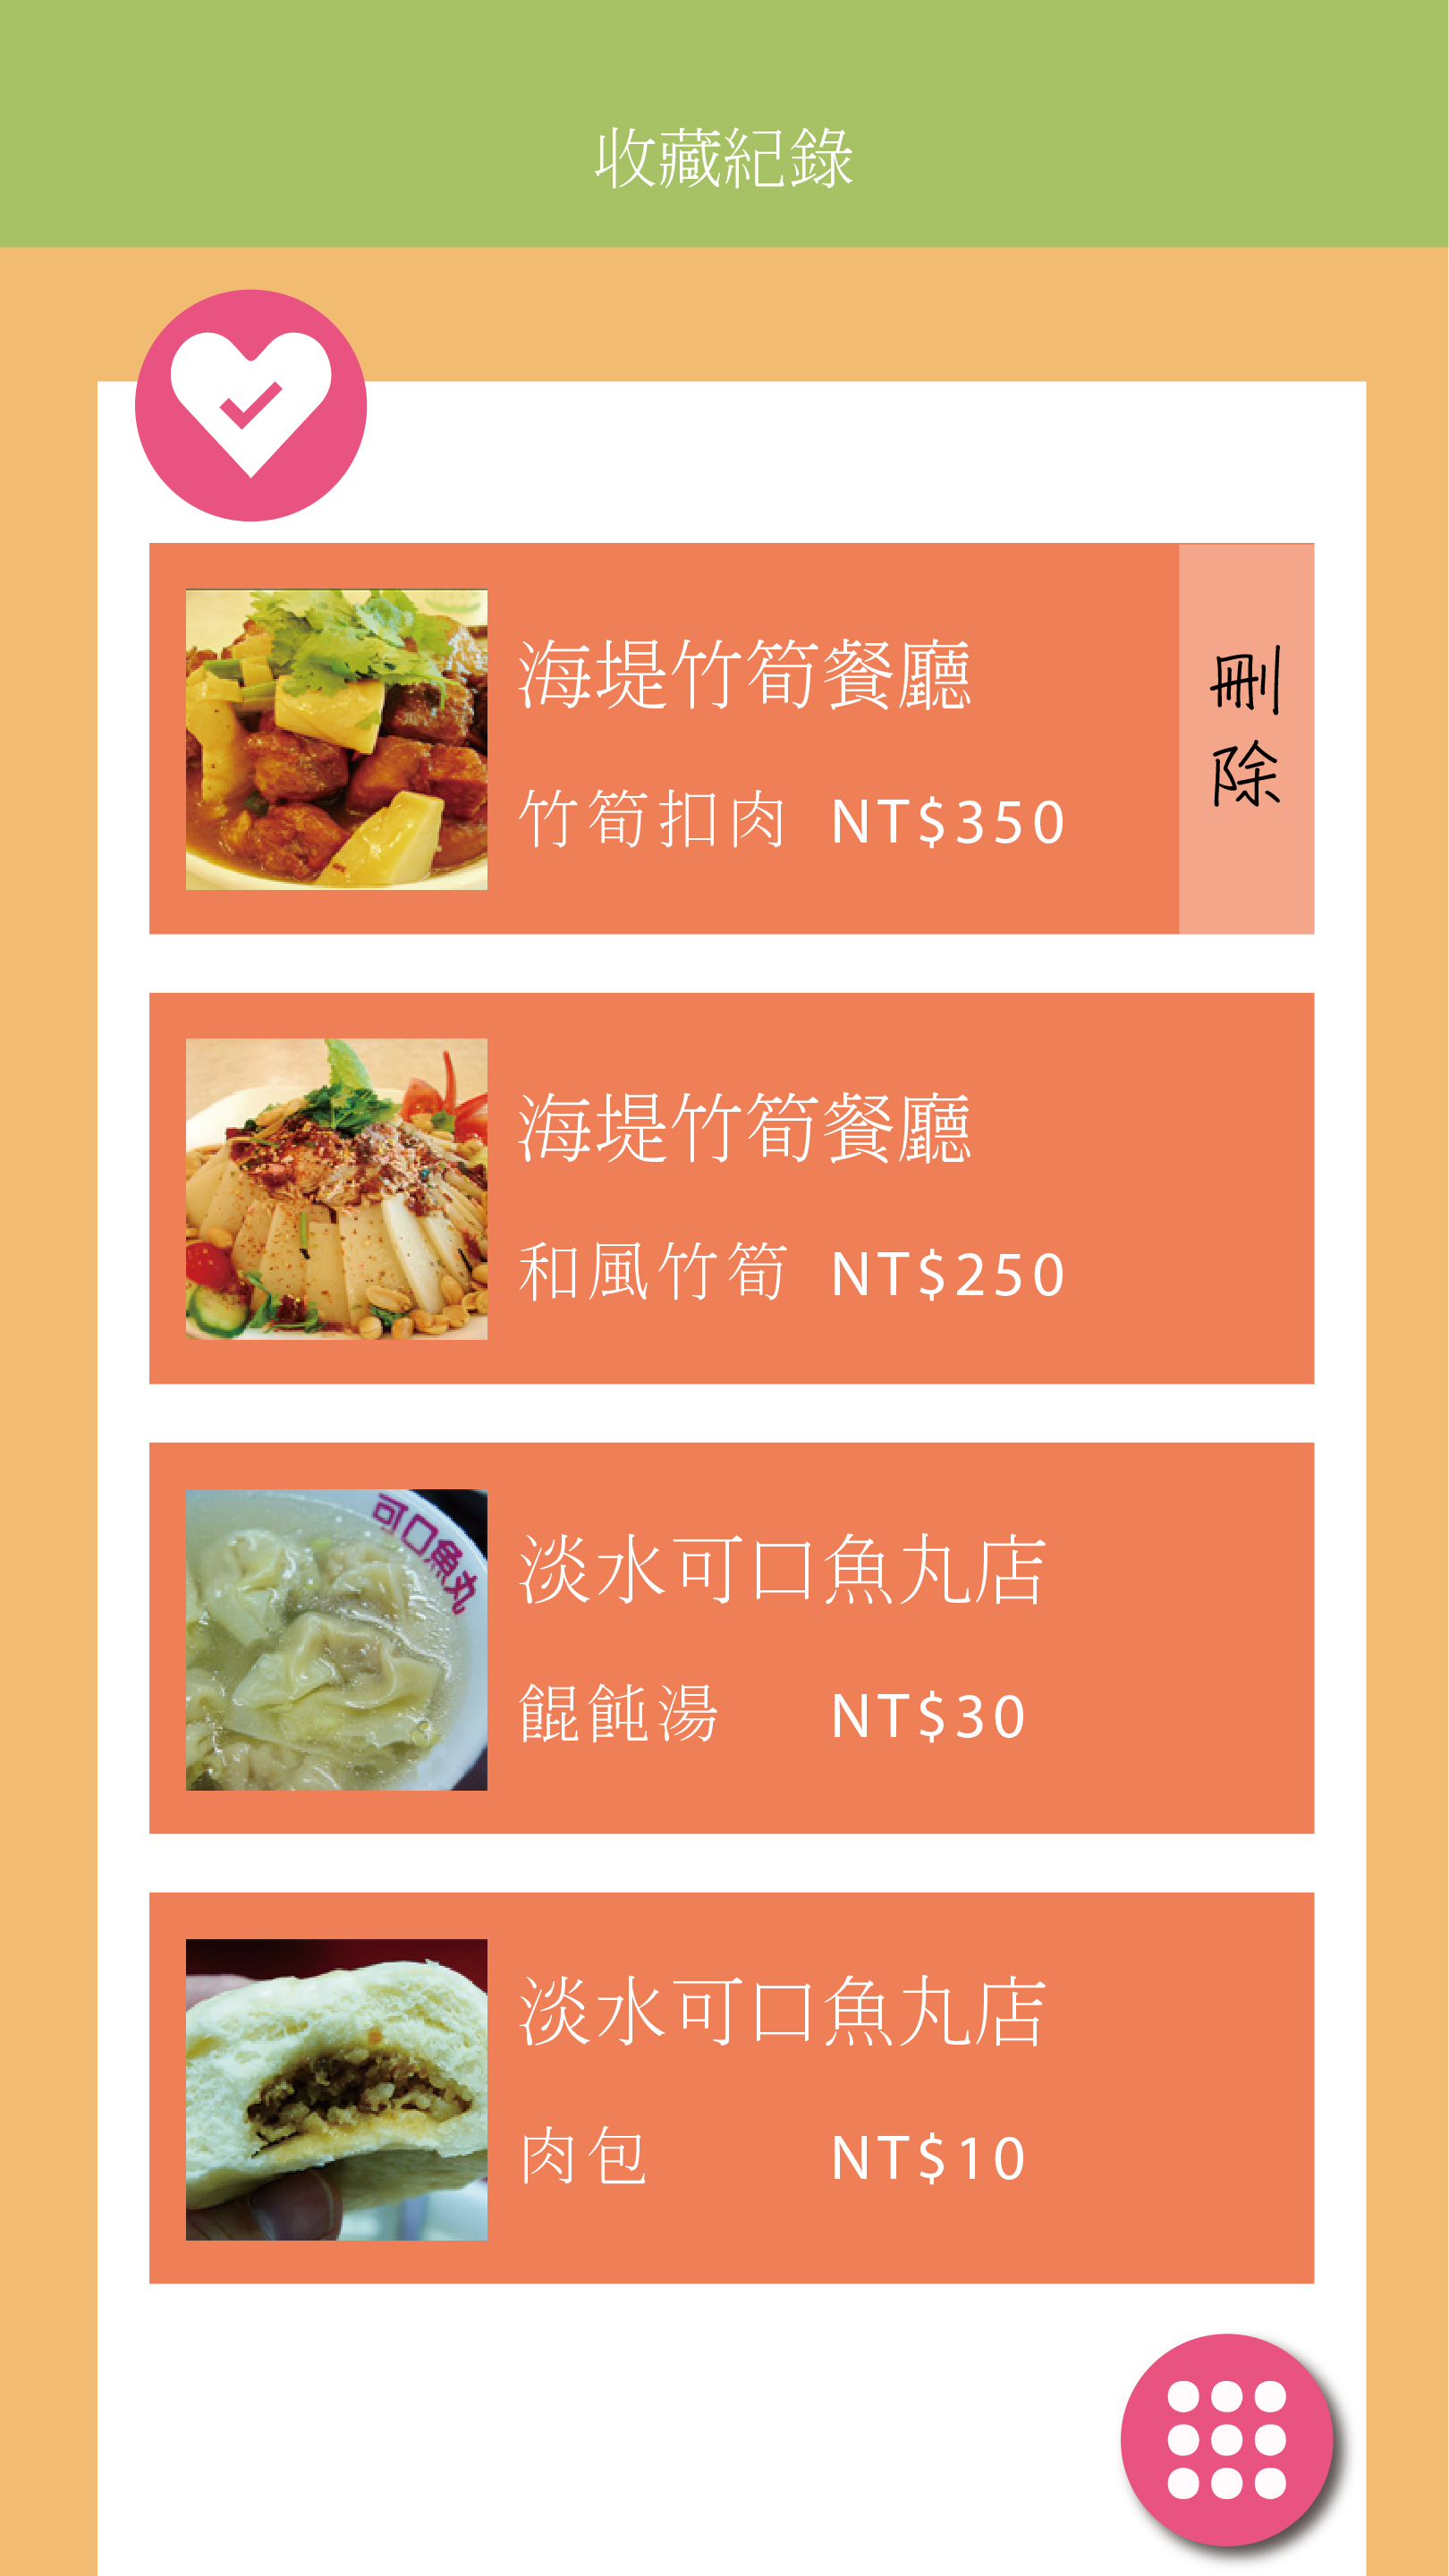 收藏紀錄
海堤竹筍餐廳
竹筍扣肉 NT$350
刪除
海堤竹筍餐廳
和風竹筍 NT$250
可口魚丸
淡水可口魚丸店
餛飩湯 NT$30
淡水可口魚丸店
肉包 NT$10